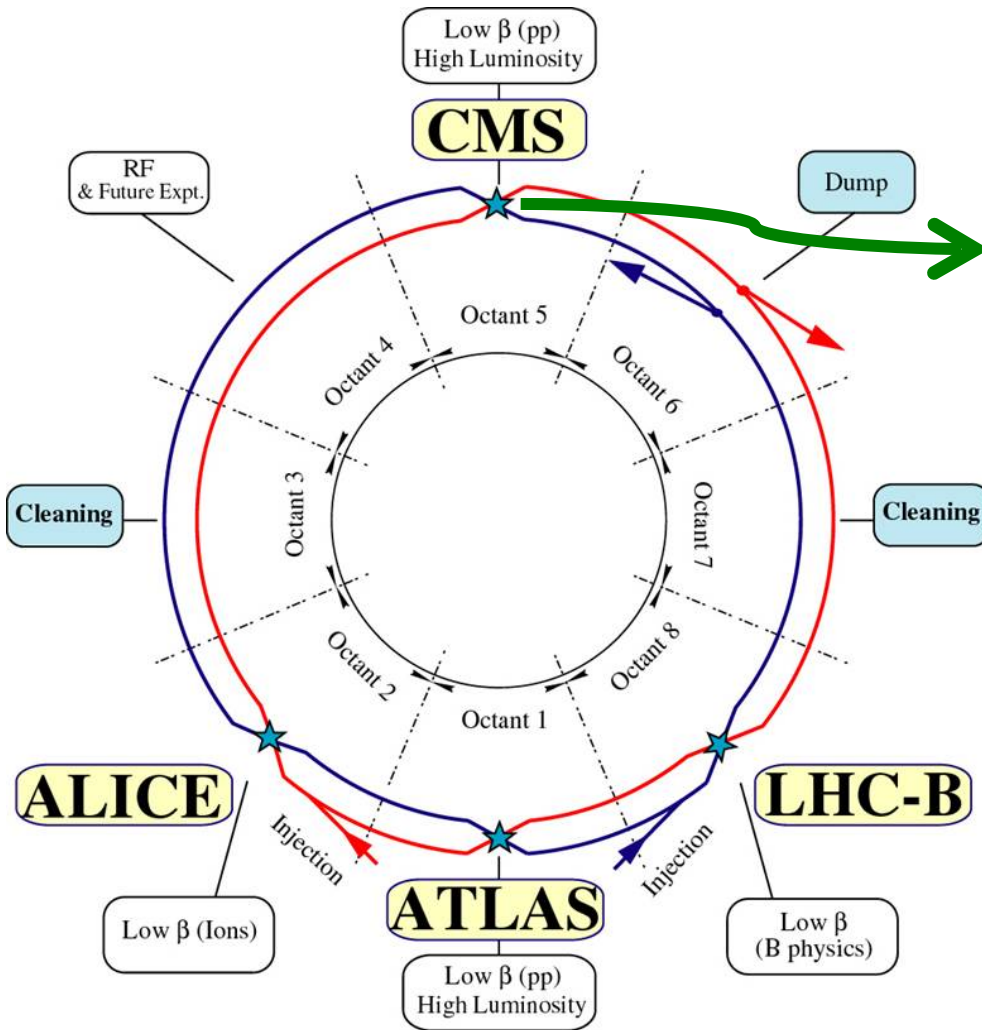 Low β (pp)
High Luminosity
CMS
RF
& Future Expt.
Dump
Octant 5
Octant 4
Octant 6
Cleaning
Octant 3
Octant 7
Cleaning
Octant 2
Octant 8
Octant 1
ALICE
LHC-B
Injection
Injection
ATLAS
Low β (Ions)
Low β
(B physics)
Low β (pp)
High Luminosity